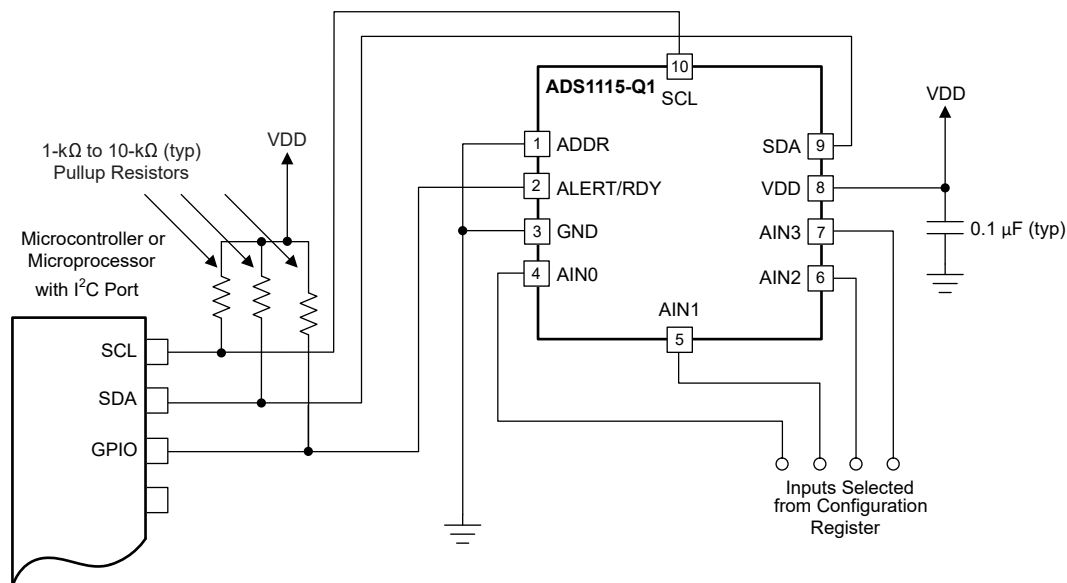 10
ADS1115-Q1
SCL
VDD
VDD
1-kΩ to 10-kΩ (typ)
Pullup Resistors
1
ADDR
SDA
9
2
ALERT/RDY
VDD
8
3
GND
AIN3
7
0.1 μF (typ)
Microcontroller or
Microprocessor
with I²C Port
4
AIN0
AIN2
6
AIN1
5
SCL
SDA
GPIO
Inputs Selected
from Configuration
Register